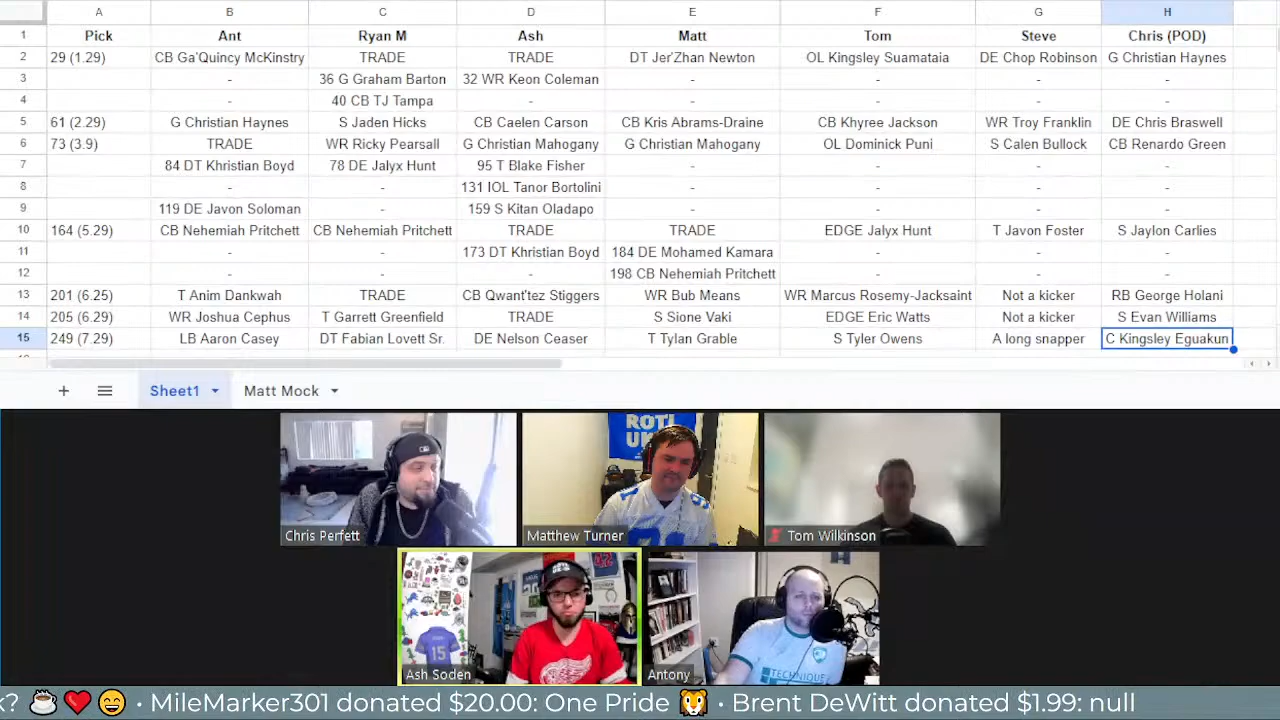 A B C D E F G H
1 Pick Ant Ryan M Ash Matt Tom Steve Chris (POD)
2 29 (1.29) CB Ga'Quincy McKinstry TRADE TRADE DT Jer'Zhan Newton OL Kingsley Suamataia DE Chop Robinson G Christian Haynes
3 - 36 G Graham Barton 32 WR Keon Coleman - - - -
4 - 40 CB TJ Tampa - - - - -
5 61 (2.29) G Christian Haynes S Jaden Hicks CB Caelen Carson CB Kris Abrams-Draine CB Khyree Jackson WR Troy Franklin DE Chris Braswell
6 73 (3.9) TRADE WR Ricky Pearsall G Christian Mahogany G Christian Mahogany OL Dominick Puni S Calen Bullock CB Renardo Green
7 84 DT Khristian Boyd 78 DE Jalyx Hunt 95 T Blake Fisher - - - -
8 - - 131 IOL Tanor Bortolini - - - -
9 119 DE Javon Soloman - 159 S Kitan Oladapo - - - -
10 164 (5.29) CB Nehemiah Pritchett CB Nehemiah Pritchett TRADE TRADE EDGE Jalyx Hunt T Javon Foster S Jaylon Carlies
11 - - 173 DT Khristian Boyd 184 DE Mohamed Kamara - - -
12 - - - 198 CB Nehemiah Pritchett - - -
13 201 (6.25) T Anim Dankwah TRADE CB Qwant'tez Stiggers WR Bub Means WR Marcus Rosemy-Jacksaint Not a kicker RB George Holani
14 205 (6.29) WR Joshua Cephus T Garrett Greenfield TRADE S Sione Vaki EDGE Eric Watts Not a kicker S Evan Williams
15 249 (7.29) LB Aaron Casey DT Fabian Lovett Sr. DE Nelson Ceaser T Tylan Grable S Tyler Owens A long snapper C Kingsley Eguakun
Sheet1 Matt Mock
Chris Perfett Matthew Turner Tom Wilkinson
15
TECHNIQUE
Ash Soden Antony
k? ☕❤️😄 • MileMarker301 donated $20.00: One Pride 🦁 • Brent DeWitt donated $1.99: null